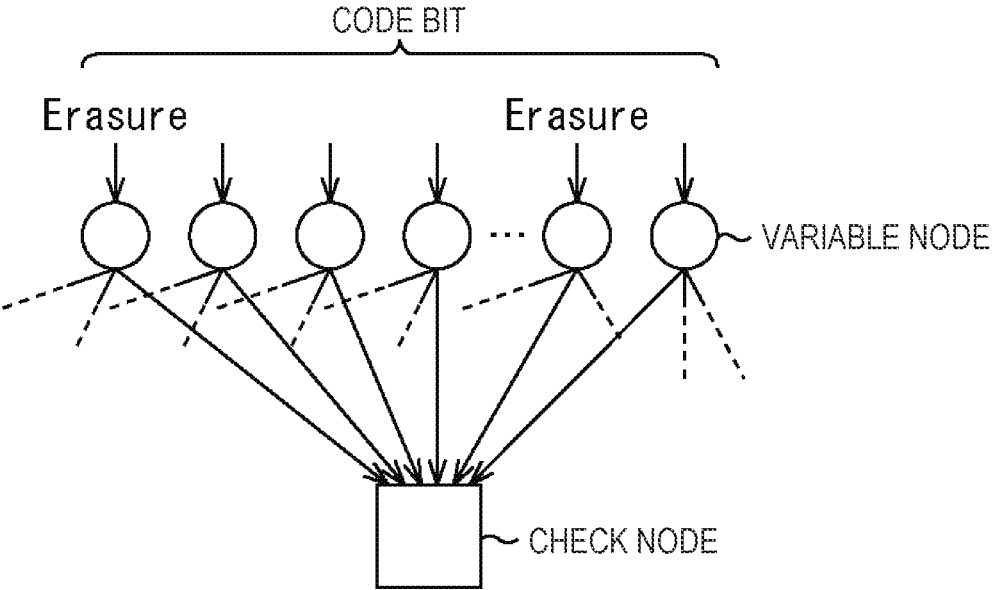 CODE BIT
Erasure Erasure
... VARIABLE NODE
CHECK NODE